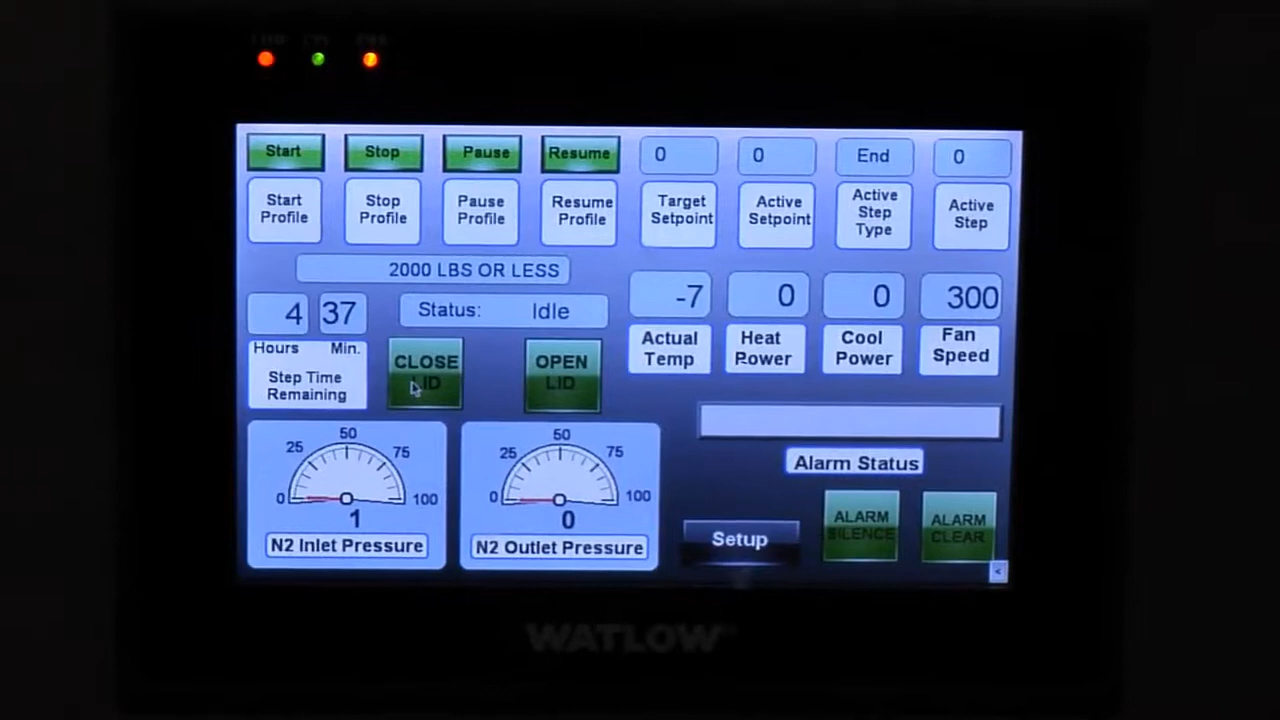 Start
Stop
Pause
Resume
0
0
End
0
Start
Profile
Stop
Profile
Pause
Profile
Resume
Profile
Target
Setpoint
Active
Setpoint
Active
Step
Type
Active
Step
2000 LBS OR LESS
4
37
Status: Idle
-7
0
0
300
Hours
Min.
Step Time
Remaining
CLOSE
LID
OPEN
LID
Actual
Temp
Heat
Power
Cool
Power
Fan
Speed
0
25
50
75
100
1
N2 Inlet Pressure
0
25
50
75
100
0
N2 Outlet Pressure
Alarm Status
Setup
ALARM
SILENCE
ALARM
CLEAR
<
WATLOW